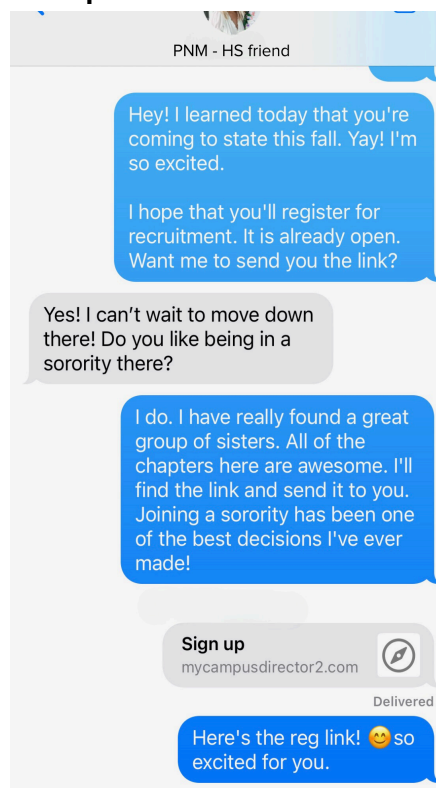 PNM - HS friend
Hey! I learned today that you're
coming to state this fall. Yay! I'm
so excited.
I hope that you'll register for
recruitment. It is already open.
Want me to send you the link?
Yes! I can’t wait to move down
there! Do you like being in a
sorority there?
I do. I have really found a great
group of sisters. All of the
chapters here are awesome. I'll
find the link and send it to you.
Joining a sorority has been one
of the best decisions I've ever
made!
Sign up
mycampusdirector2.com
Delivered
Here's the reg link! 😊 so
excited for you.